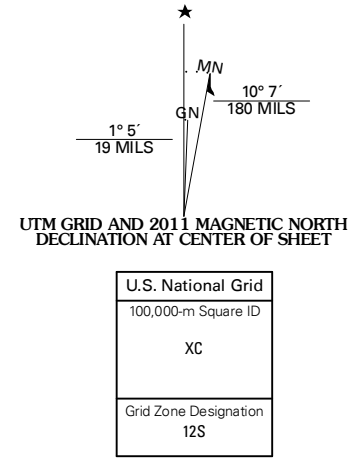 MN
GN
10° 7´
180 MILS
1° 5´
19 MILS
UTM GRID AND 2011 MAGNETIC NORTH
DECLINATION AT CENTER OF SHEET
U.S. National Grid
100,000-m Square ID
XC
Grid Zone Designation
12S